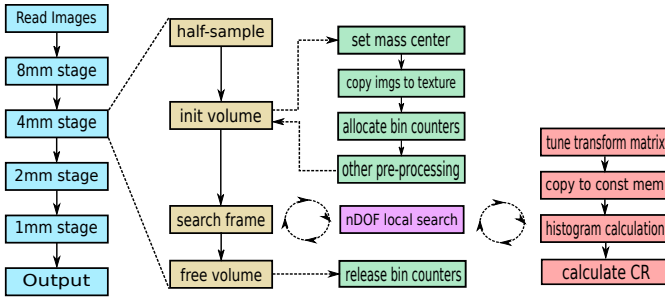 Read Images
8mm stage
4mm stage
2mm stage
1mm stage
Output
half-sample
init volume
search frame
free volume
set mass center
copy imgs to texture
allocate bin counters
other pre-processing
nDOF local search
release bin counters
tune transform matrix
copy to const mem
histogram calculation
calculate CR